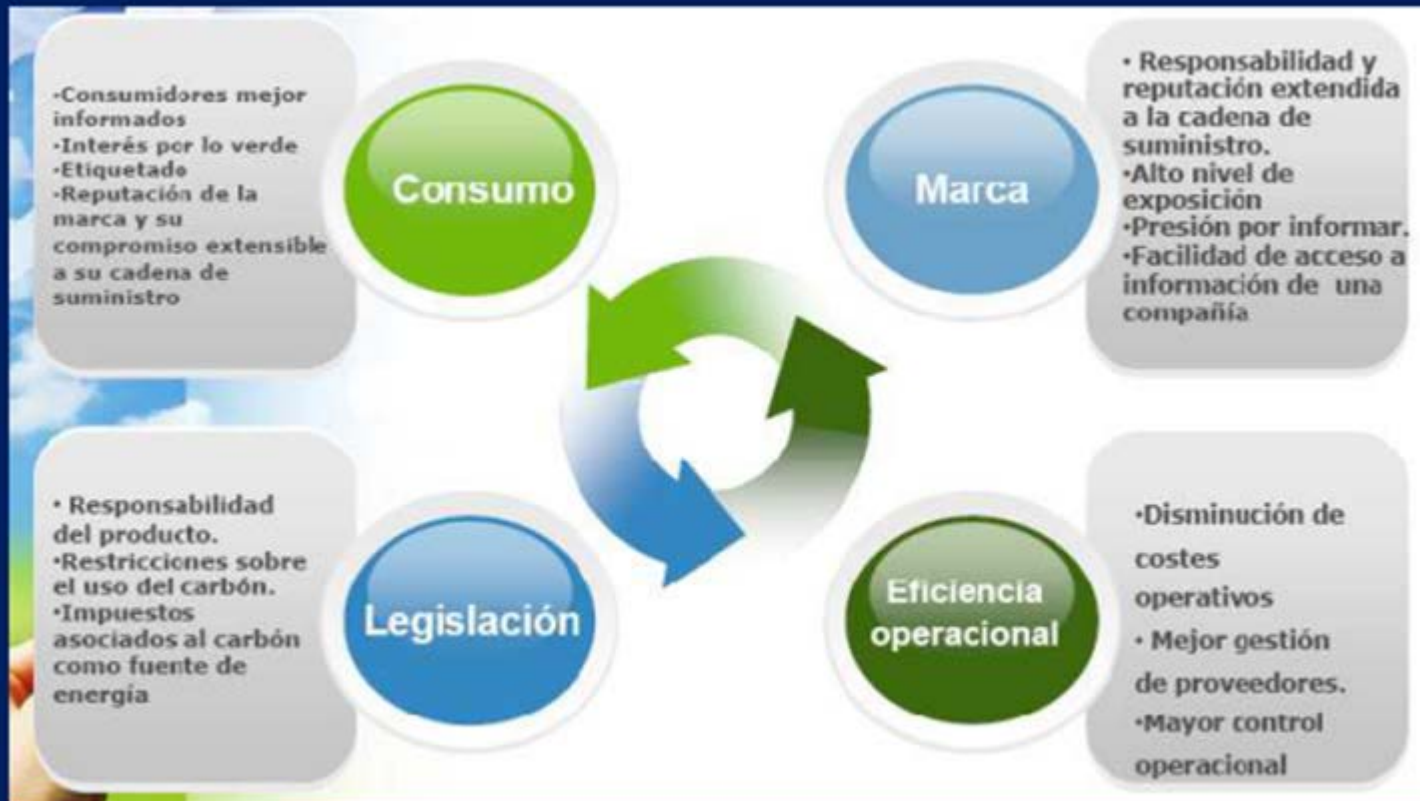 •Consumidores mejor
informados
•Interés por lo verde
•Etiquetado
•Reputación de la
marca y su
compromiso extensible
a su cadena de
suministro
Consumo
Marca
• Responsabilidad y
reputación extendida
a la cadena de
suministro.
•Alto nivel de
exposición
•Presión por informar.
•Facilidad de acceso a
información de una
compañía
• Responsabilidad
del producto.
•Restricciones sobre
el uso del carbón.
•Impuestos
asociados al carbón
como fuente de
energía
Legislación
Eficiencia
operacional
•Disminución de
costes
operativos
• Mejor gestión
de proveedores.
•Mayor control
operacional